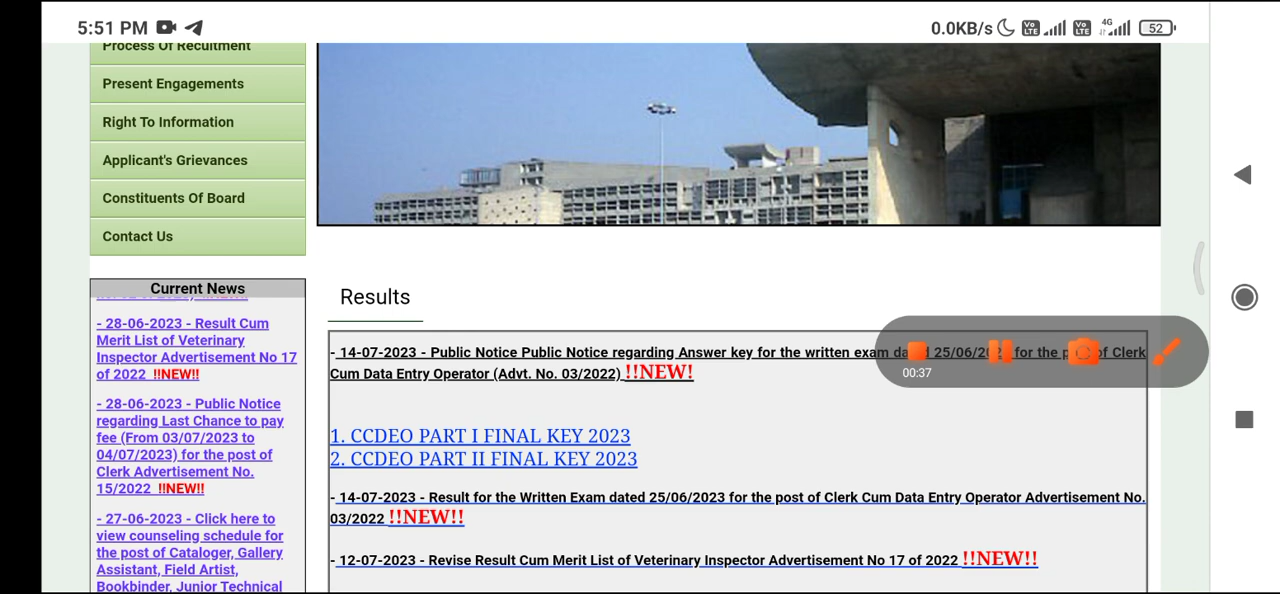 5:51 PM
0.0KB/s
Vo LTE
Vo LTE
4G
52
Process Of Recuitment
Present Engagements
Right To Information
Applicant's Grievances
Constituents Of Board
Contact Us
Current News
- 28-06-2023 - Result Cum
Merit List of Veterinary
Inspector Advertisement No 17
of 2022 !!NEW!!
- 28-06-2023 - Public Notice
regarding Last Chance to pay
fee (From 03/07/2023 to
04/07/2023) for the post of
Clerk Advertisement No.
15/2022 !!NEW!!
- 27-06-2023 - Click here to
view counseling schedule for
the post of Cataloger, Gallery
Assistant, Field Artist,
Bookbinder, Junior Technical
Results
- 14-07-2023 - Public Notice Public Notice regarding Answer key for the written exam dated 25/06/2023 for the post of Clerk
Cum Data Entry Operator (Advt. No. 03/2022) !!NEW!
00:37
1. CCDEO PART I FINAL KEY 2023
2. CCDEO PART II FINAL KEY 2023
- 14-07-2023 - Result for the Written Exam dated 25/06/2023 for the post of Clerk Cum Data Entry Operator Advertisement No.
03/2022 !!NEW!!
- 12-07-2023 - Revise Result Cum Merit List of Veterinary Inspector Advertisement No 17 of 2022 !!NEW!!